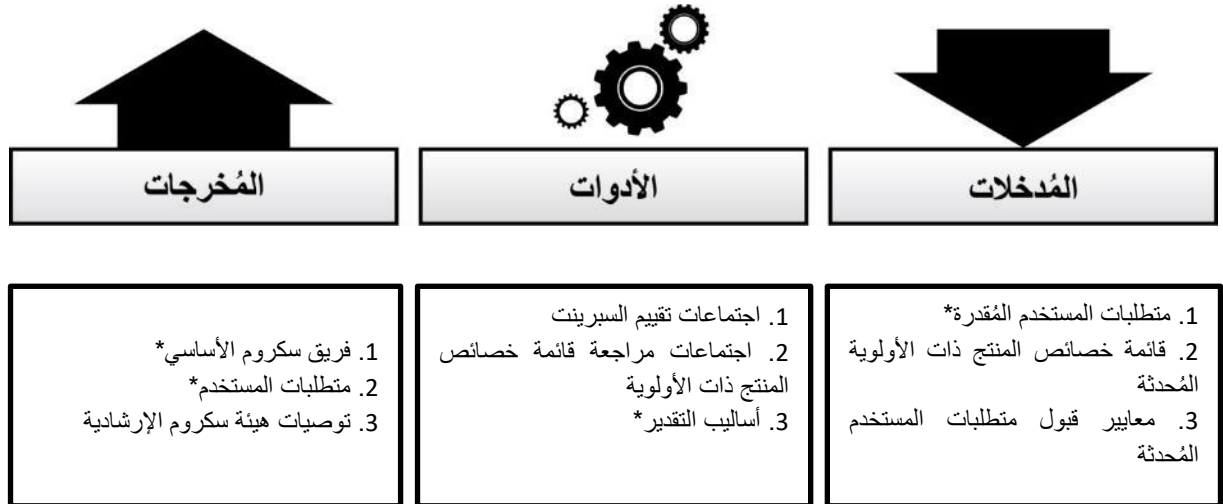 المُدخلات
الأدوات
المُخرجات
1. متطلبات المستخدم المُقدرة*
2. قائمة خصائص المنتج ذات الأولوية
المُحدثة
3. معايير قبول متطلبات المستخدم
المُحدثة
1. اجتماعات تقييم السبرينت
2. اجتماعات مراجعة قائمة خصائص
المنتج ذات الأولوية
3. أساليب التقدير*
1. فريق سكروم الأساسي*
2. متطلبات المستخدم*
3. توصيات هيئة سكروم الإرشادية